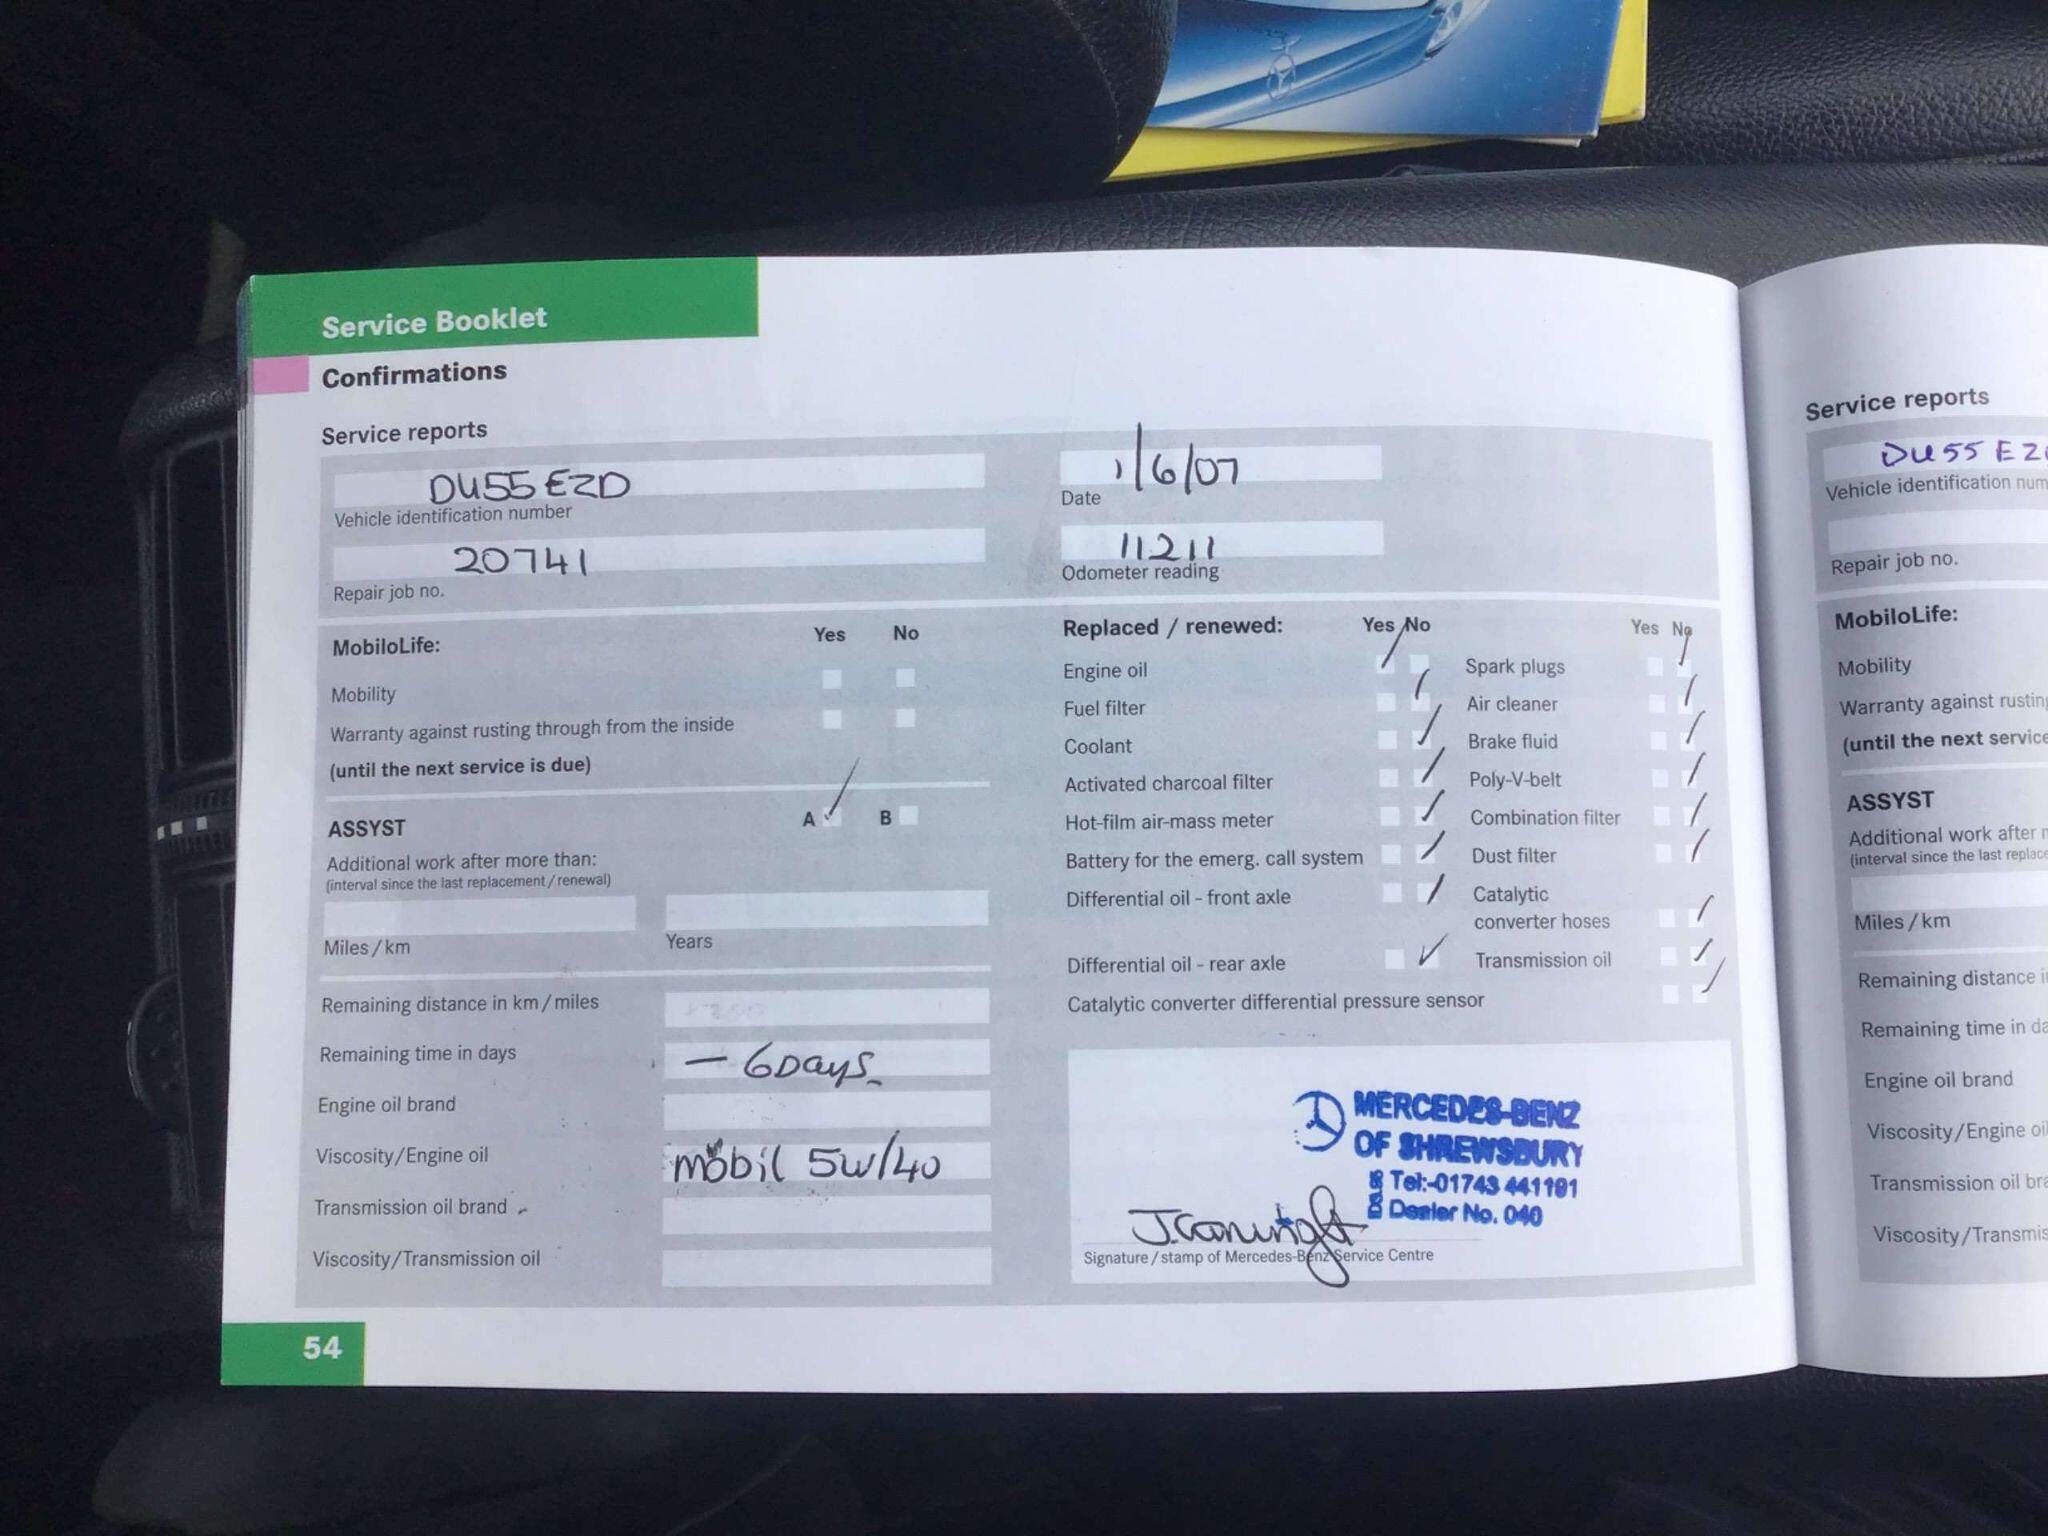 Service Booklet
Confirmations
Service reports
DU55 EZD
Vehicle identification number
20741
Repair job no.
1/6/07
Date
11211
Odometer reading
MobiloLife:
Yes No
Mobility
Warranty against rusting through from the inside
(until the next service is due)
ASSYST
A B
Additional work after more than:
(interval since the last replacement / renewal)
Miles / km
Years
Remaining distance in km / miles
Remaining time in days
- 6 Days
Engine oil brand
Viscosity/Engine oil
mobil 5w/40
Transmission oil brand
Viscosity/Transmission oil
Replaced / renewed:
Yes No
Yes No
Engine oil
Spark plugs
Fuel filter
Air cleaner
Coolant
Brake fluid
Activated charcoal filter
Poly-V-belt
Hot-film air-mass meter
Combination filter
Battery for the emerg. call system
Dust filter
Differential oil - front axle
Catalytic
converter hoses
Differential oil - rear axle
Transmission oil
Catalytic converter differential pressure sensor
MERCEDES-BENZ
OF SHREWSBURY
Tel:-01743 441191
Dealer No. 040
Signature / stamp of Mercedes-Benz Service Centre
54
Service reports
DU55 EZ
Vehicle identification num
Repair job no.
MobiloLife:
Mobility
Warranty against rusting
(until the next service
ASSYST
Additional work after m
(interval since the last replace
Miles / km
Remaining distance i
Remaining time in da
Engine oil brand
Viscosity/Engine oil
Transmission oil bra
Viscosity/Transmis